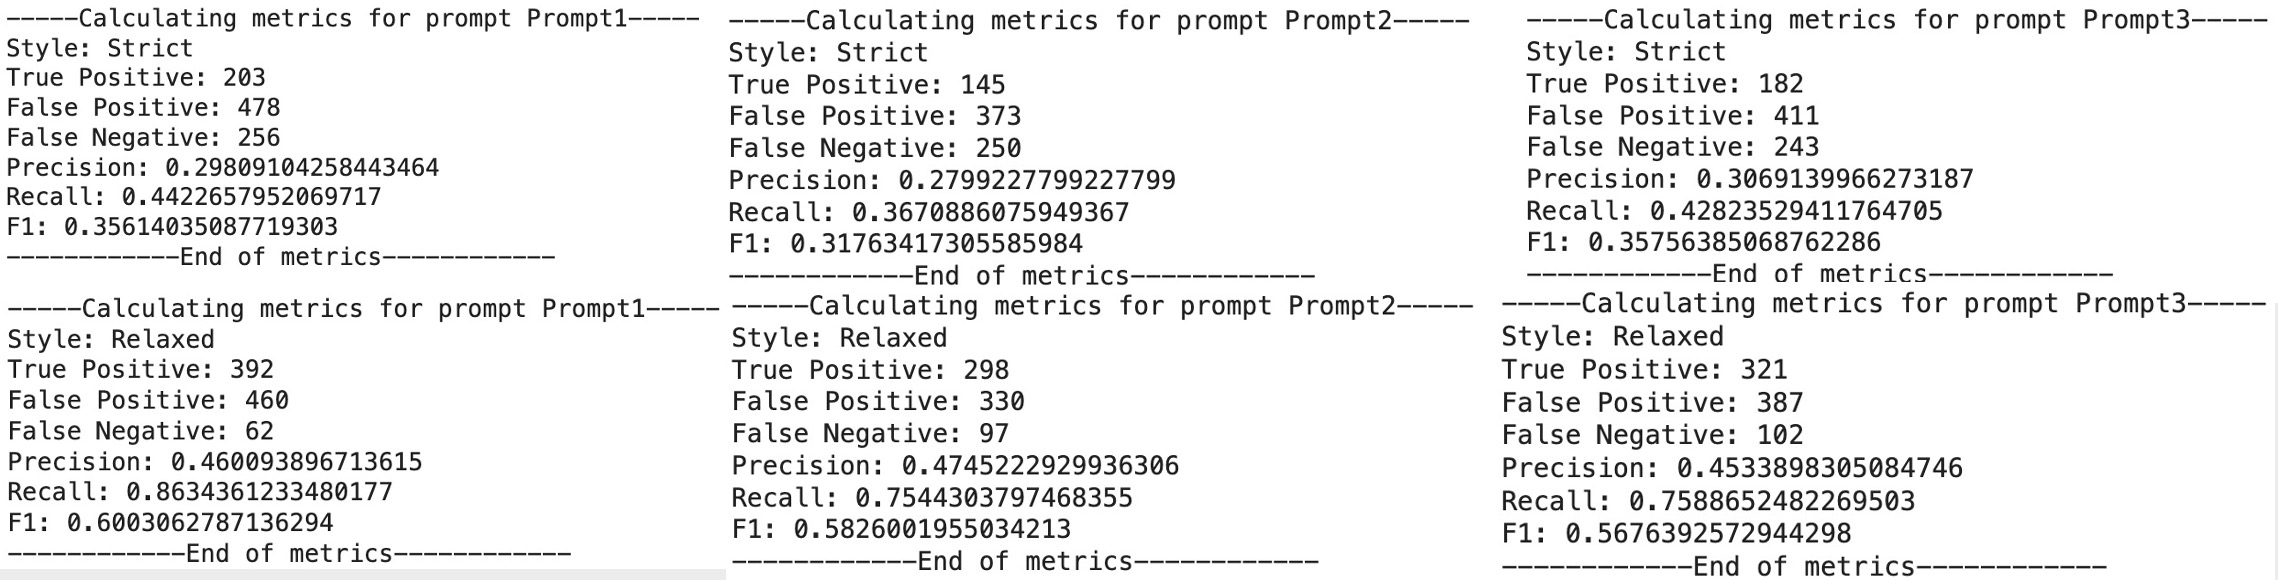 -----Calculating metrics for prompt Prompt1-----
Style: Strict
True Positive: 203
False Positive: 478
False Negative: 256
Precision: 0.29809104258443464
Recall: 0.4422657952069717
F1: 0.35614035087719303
------------End of metrics------------
-----Calculating metrics for prompt Prompt2-----
Style: Strict
True Positive: 145
False Positive: 373
False Negative: 250
Precision: 0.2799227799227799
Recall: 0.3670886075949367
F1: 0.31763417305585984
------------End of metrics------------
-----Calculating metrics for prompt Prompt3-----
Style: Strict
True Positive: 182
False Positive: 411
False Negative: 243
Precision: 0.3069139966273187
Recall: 0.42823529411764705
F1: 0.35756385068762286
------------End of metrics------------
-----Calculating metrics for prompt Prompt1-----
Style: Relaxed
True Positive: 392
False Positive: 460
False Negative: 62
Precision: 0.460093896713615
Recall: 0.8634361233480177
F1: 0.6003062787136294
------------End of metrics------------
-----Calculating metrics for prompt Prompt2-----
Style: Relaxed
True Positive: 298
False Positive: 330
False Negative: 97
Precision: 0.4745222929936306
Recall: 0.7544303797468355
F1: 0.5826001955034213
------------End of metrics------------
-----Calculating metrics for prompt Prompt3-----
Style: Relaxed
True Positive: 321
False Positive: 387
False Negative: 102
Precision: 0.4533898305084746
Recall: 0.7588652482269503
F1: 0.5676392572944298
------------End of metrics------------